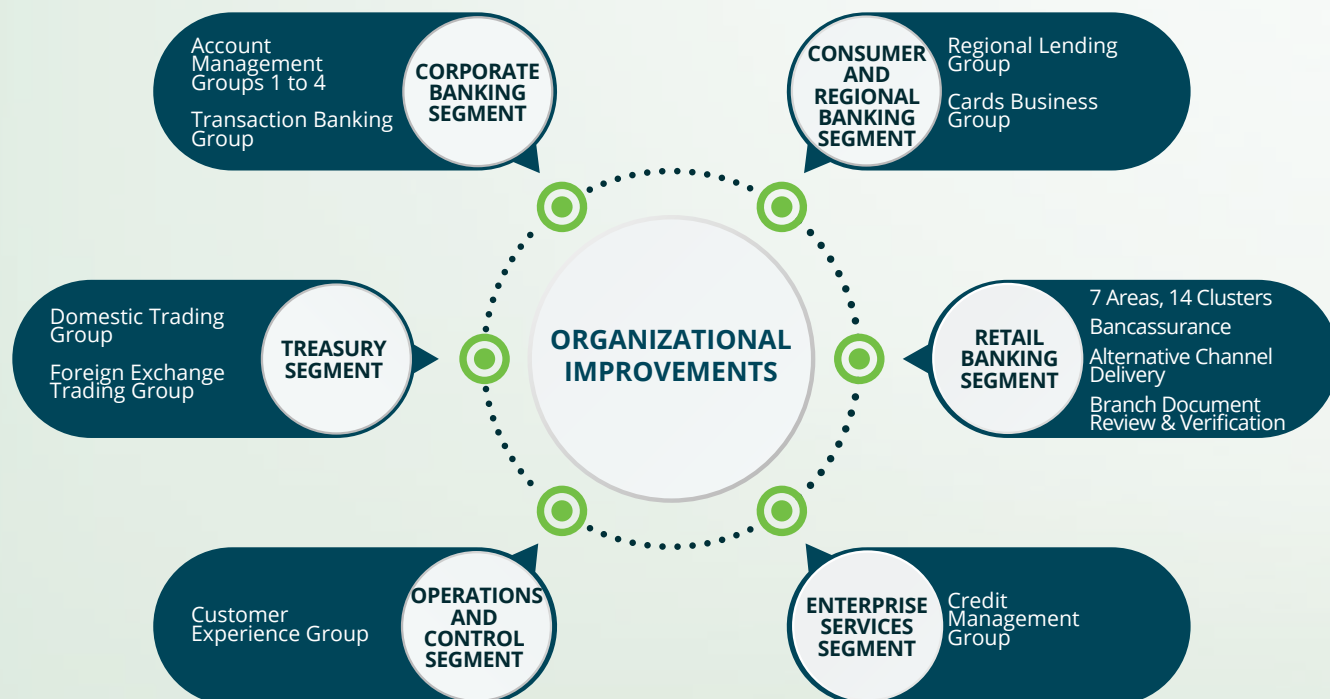 Account
Management
Groups 1 to 4
Transaction Banking
Group
CORPORATE
BANKING
SEGMENT
CONSUMER
AND
REGIONAL
BANKING
SEGMENT
Regional Lending
Group
Cards Business
Group
Domestic Trading
Group
Foreign Exchange
Trading Group
TREASURY
SEGMENT
ORGANIZATIONAL
IMPROVEMENTS
RETAIL
BANKING
SEGMENT
7 Areas, 14 Clusters
Bancassurance
Alternative Channel
Delivery
Branch Document
Review & Verification
Customer
Experience Group
OPERATIONS
AND
CONTROL
SEGMENT
ENTERPRISE
SERVICES
SEGMENT
Credit
Management
Group